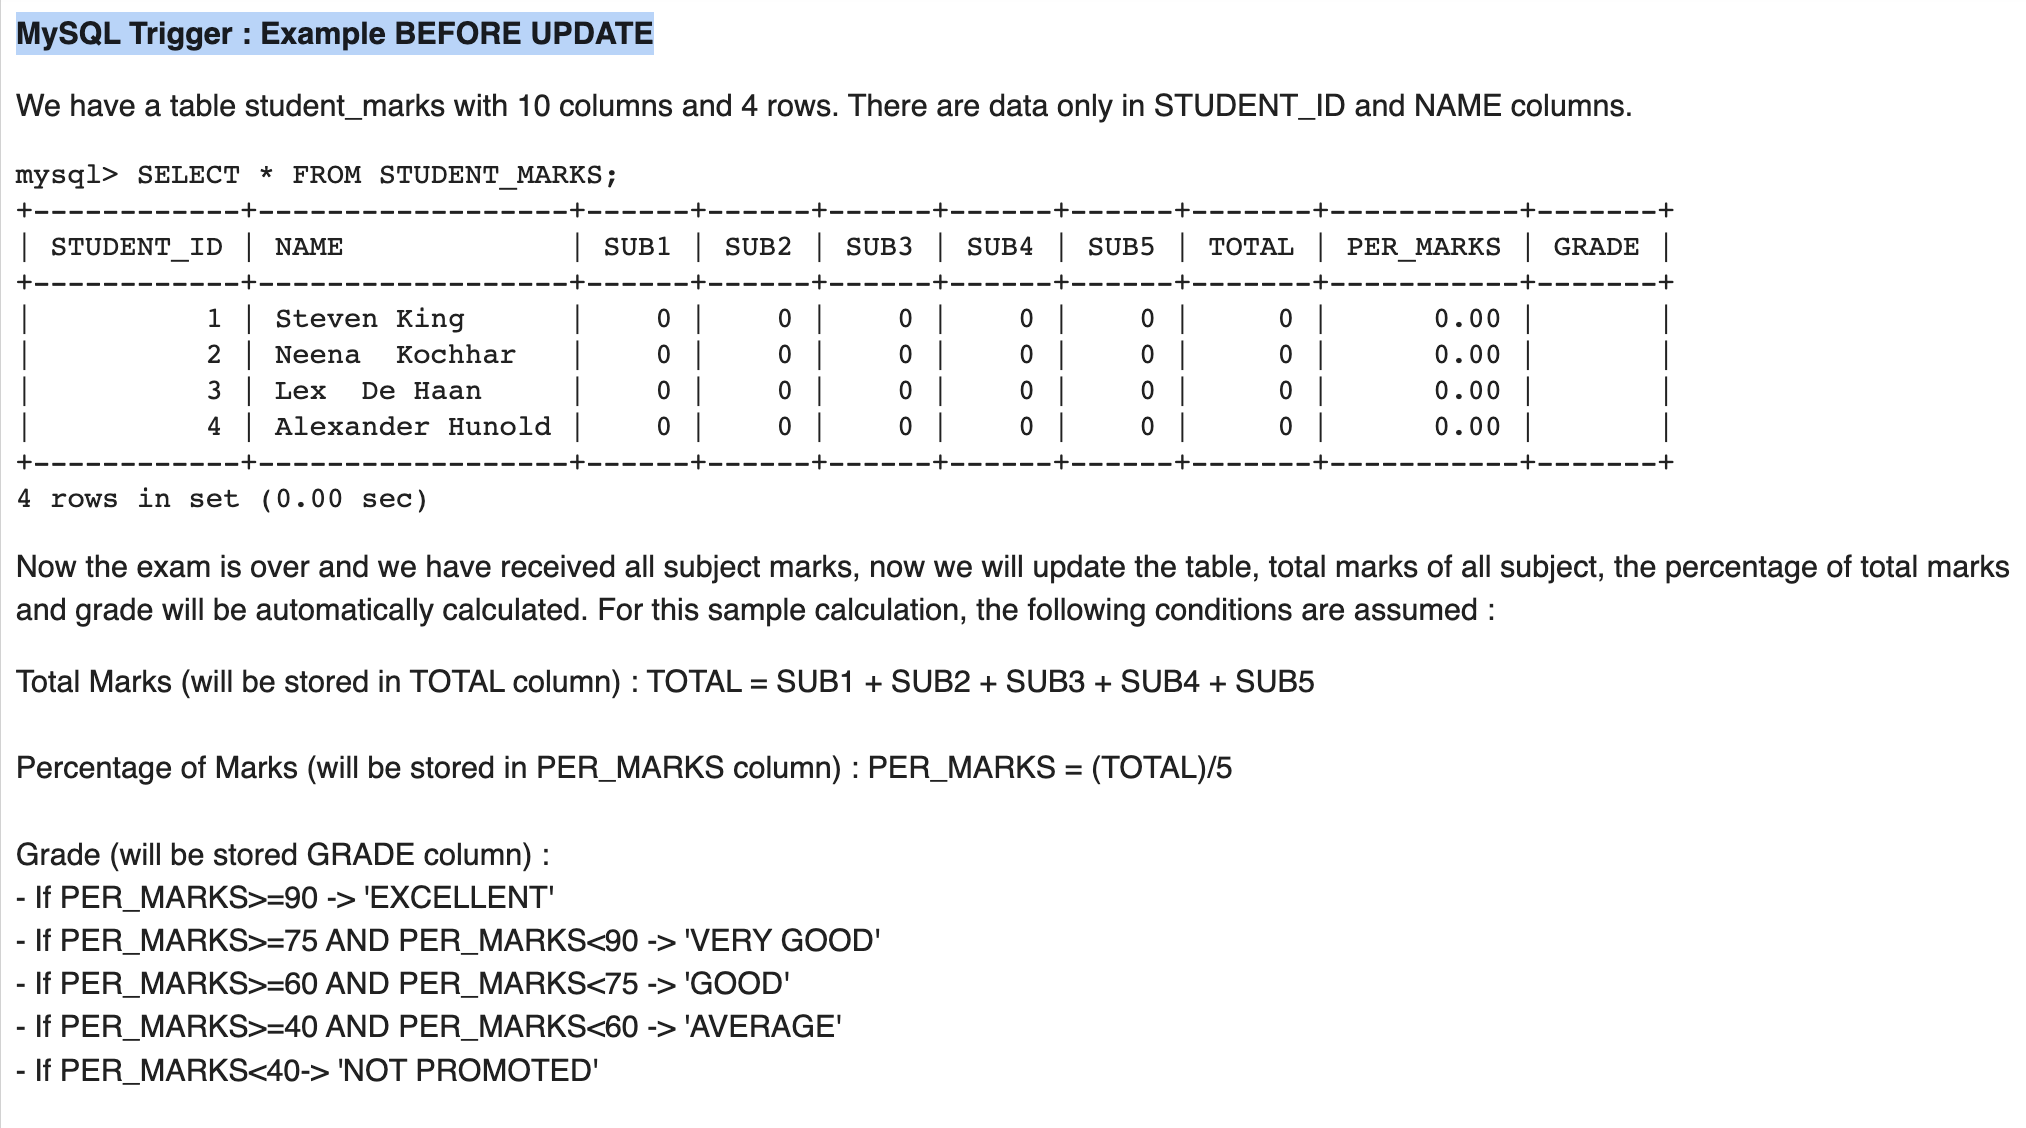 MySQL Trigger : Example BEFORE UPDATE
We have a table student_marks with 10 columns and 4 rows. There are data only in STUDENT_ID and NAME columns.
mysql> SELECT * FROM STUDENT_MARKS;
+------------+------------------+------+------+------+------+------+-------+-----------+-------+
| STUDENT_ID | NAME             | SUB1 | SUB2 | SUB3 | SUB4 | SUB5 | TOTAL | PER_MARKS | GRADE |
+------------+------------------+------+------+------+------+------+-------+-----------+-------+
|          1 | Steven King      |    0 |    0 |    0 |    0 |    0 |     0 |      0.00 |       |
|          2 | Neena  Kochhar   |    0 |    0 |    0 |    0 |    0 |     0 |      0.00 |       |
|          3 | Lex  De Haan     |    0 |    0 |    0 |    0 |    0 |     0 |      0.00 |       |
|          4 | Alexander Hunold |    0 |    0 |    0 |    0 |    0 |     0 |      0.00 |       |
+------------+------------------+------+------+------+------+------+-------+-----------+-------+
4 rows in set (0.00 sec)
Now the exam is over and we have received all subject marks, now we will update the table, total marks of all subject, the percentage of total marks
and grade will be automatically calculated. For this sample calculation, the following conditions are assumed :
Total Marks (will be stored in TOTAL column) : TOTAL = SUB1 + SUB2 + SUB3 + SUB4 + SUB5
Percentage of Marks (will be stored in PER_MARKS column) : PER_MARKS = (TOTAL)/5
Grade (will be stored GRADE column) :
- If PER_MARKS>=90 -> 'EXCELLENT'
- If PER_MARKS>=75 AND PER_MARKS<90 -> 'VERY GOOD'
- If PER_MARKS>=60 AND PER_MARKS<75 -> 'GOOD'
- If PER_MARKS>=40 AND PER_MARKS<60 -> 'AVERAGE'
- If PER_MARKS<40-> 'NOT PROMOTED'